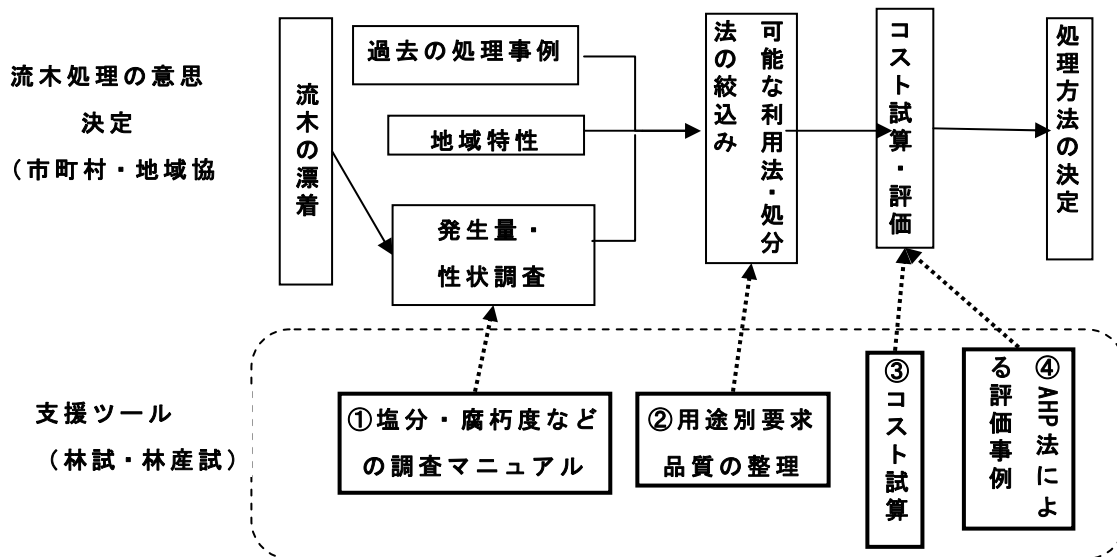 流木処理の意思
決定
（市町村・地域協
流木の漂着
過去の処理事例
地域特性
発生量・
性状調査
可能な利用法・処分
法の絞込み
コスト試算・評価
処理方法の決定
支援ツール
（林試・林産試）
①塩分・腐朽度など
の調査マニュアル
②用途別要求
品質の整理
③コスト試算
④AHP法によ
る評価事例